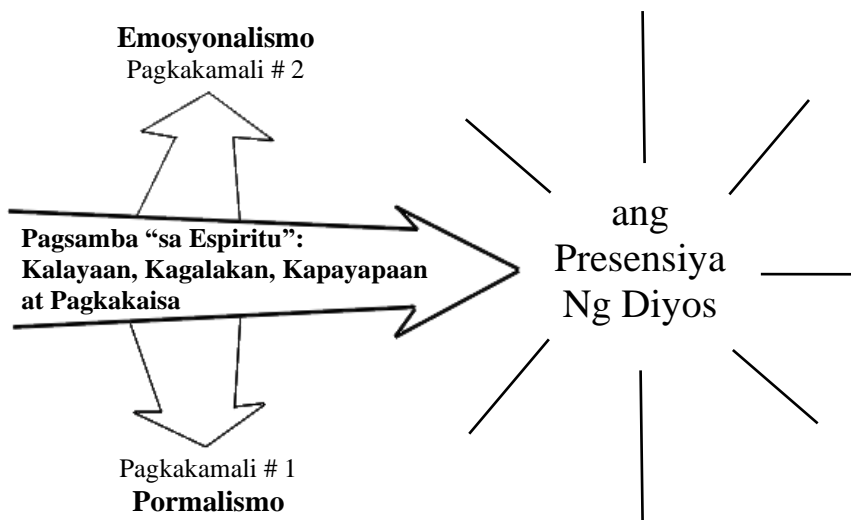 Emosyonalismo
Pagkakamali # 2
Pagsamba “sa Espiritu”:
Kalayaan, Kagalakan, Kapayapaan
at Pagkakaisa
ang
Presensiya
Ng Diyos
Pagkakamali # 1
Pormalismo